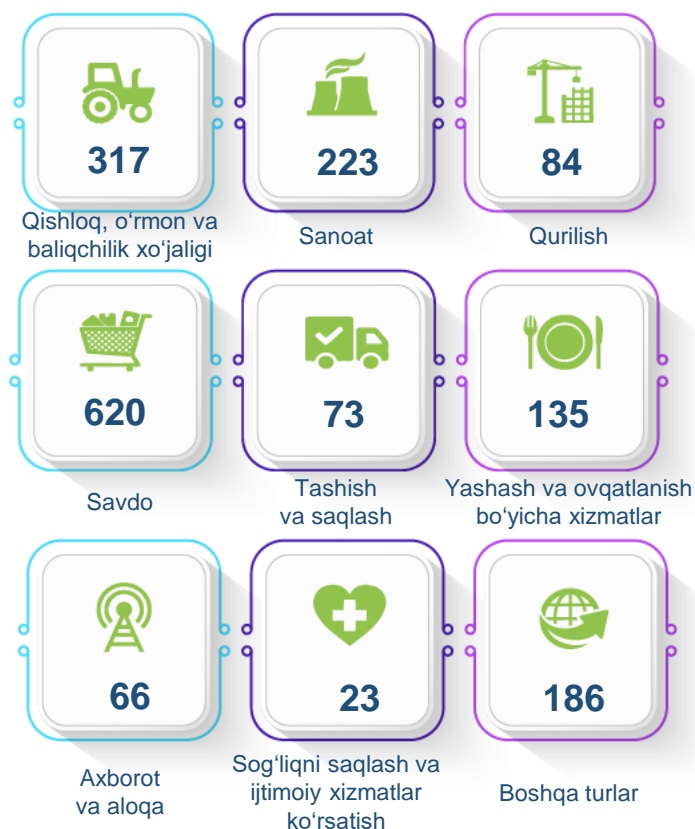 317
Qishloq, o‘rmon va
baliqchilik xo‘jaligi
223
Sanoat
84
Qurilish
620
Savdo
73
Tashish
va saqlash
135
Yashash va ovqatlanish
bo‘yicha xizmatlar
66
Axborot
va aloqa
23
Sog‘liqni saqlash va
ijtimoiy xizmatlar
ko‘rsatish
186
Boshqa turlar